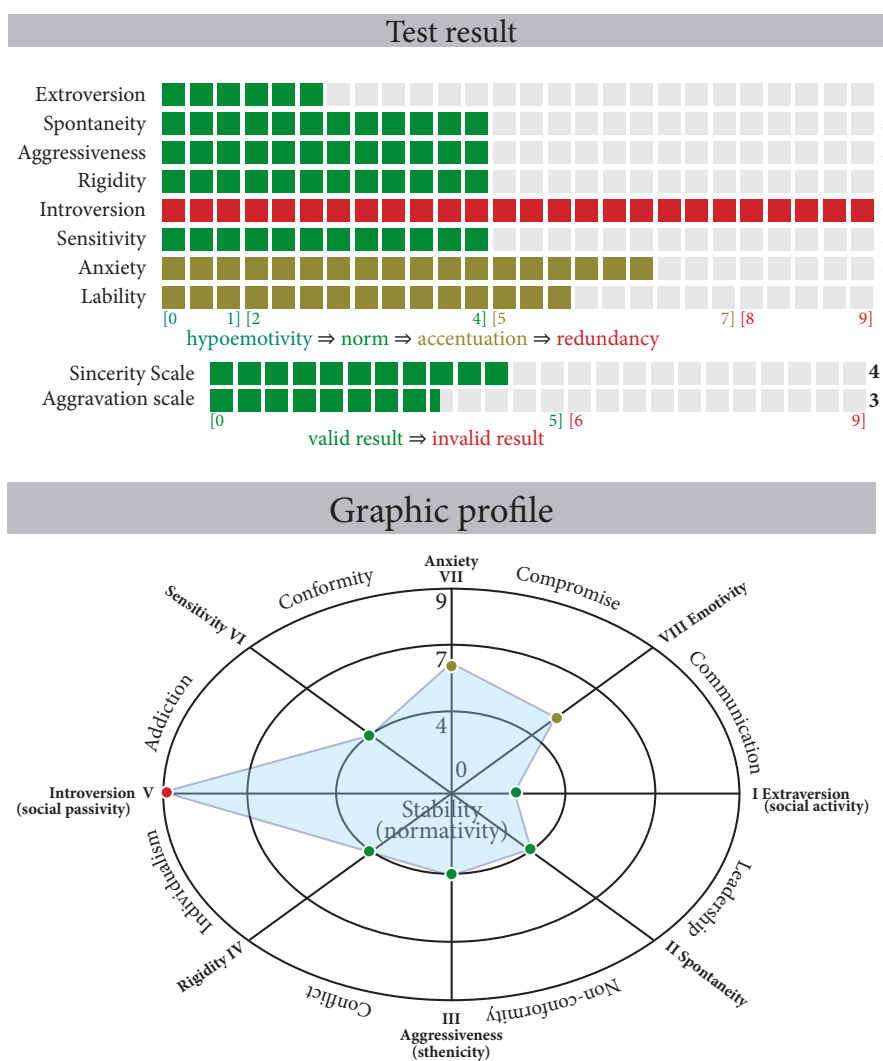 Test result
Extroversion
Spontaneity
Aggressiveness
Rigidity
Introversion
Sensitivity
Anxiety
Lability
[0 1] [2 4] [5 7] [8 9]
hypoemotivity ⇒ norm ⇒ accentuation ⇒ redundancy
Sincerity Scale 4
Aggravation scale 3
[0 5] [6 9]
valid result ⇒ invalid result
Graphic profile
Anxiety
VII
Conformity
Compromise
Sensitivity VI
VIII Emotivity
9
7
4
0
Addiction
Communication
Introversion V
(social passivity)
I Extraversion
(social activity)
Stability
(normativity)
Individualism
Leadership
Rigidity IV
II Spontaneity
Conflict
Non-conformity
III
Aggressiveness
(sthenicity)